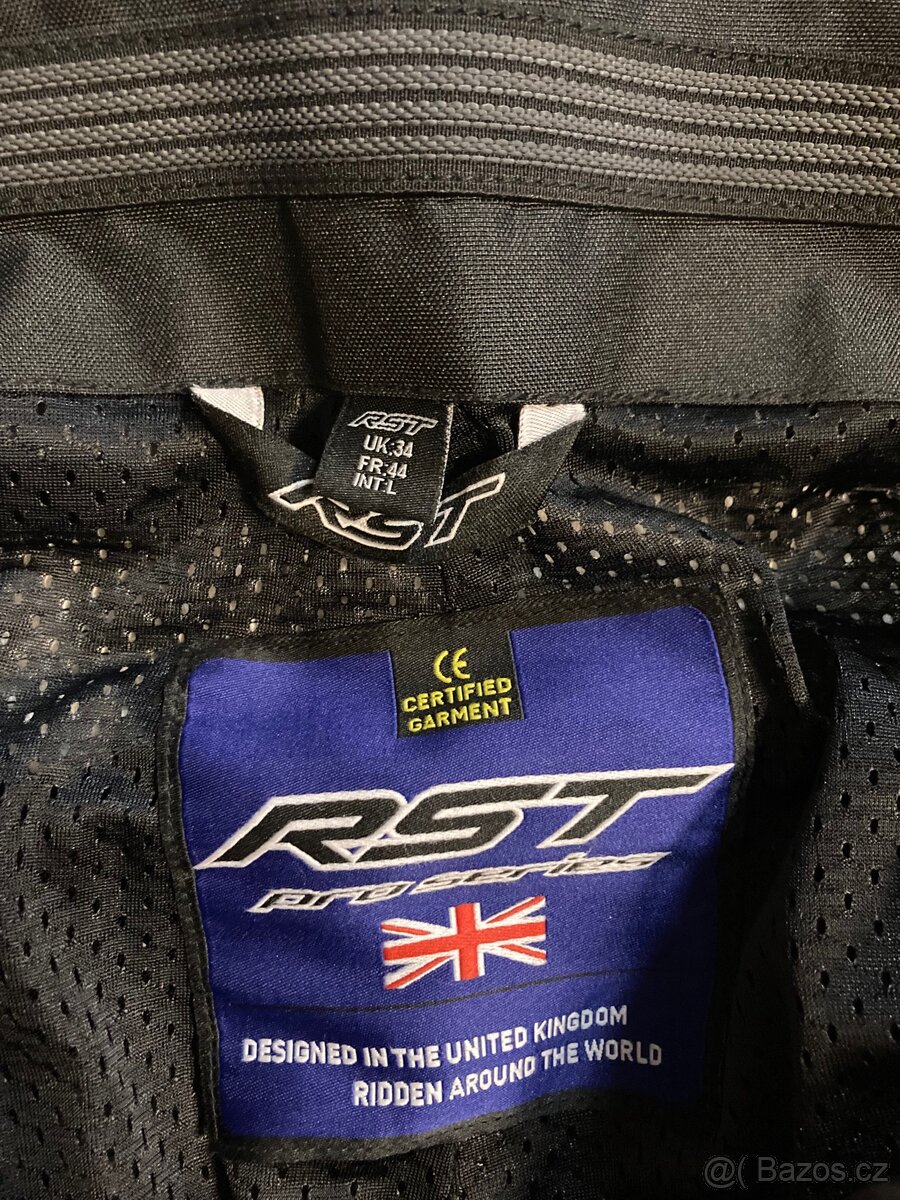 RST
UK:34
FR:44
INT:L
RST
CE
CERTIFIED
GARMENT
RST
pro series
DESIGNED IN THE UNITED KINGDOM
RIDDEN AROUND THE WORLD
@( Bazos.cz